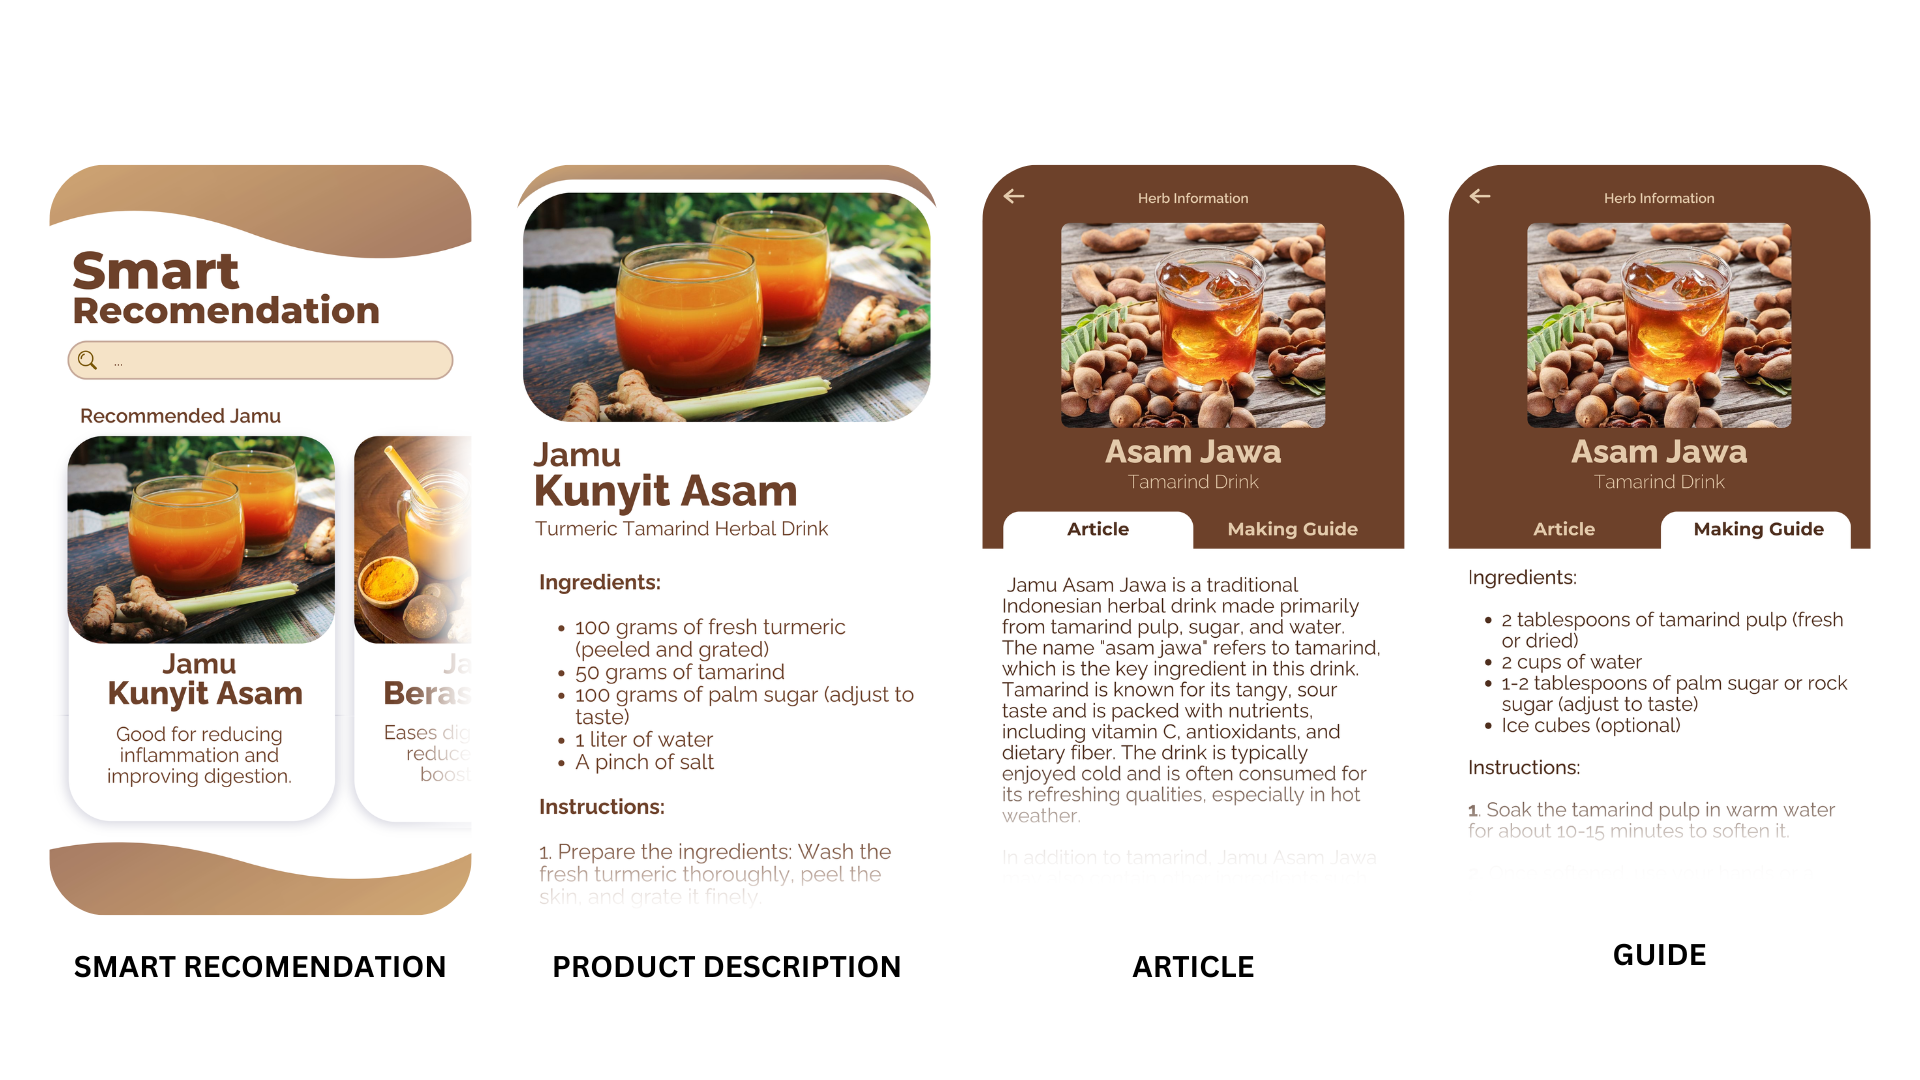 Smart
Recomendation
...
Recommended Jamu
Jamu
Kunyit Asam
Good for reducing
inflammation and
improving digestion.
Ja
Beras
Eases dig
reduce
boost
SMART RECOMENDATION
Jamu
Kunyit Asam
Turmeric Tamarind Herbal Drink
Ingredients:
• 100 grams of fresh turmeric
(peeled and grated)
• 50 grams of tamarind
• 100 grams of palm sugar (adjust to
taste)
• 1 liter of water
• A pinch of salt
Instructions:
1. Prepare the ingredients: Wash the
fresh turmeric thoroughly, peel the
skin, and grate it finely.
PRODUCT DESCRIPTION
Herb Information
Asam Jawa
Tamarind Drink
Article
Making Guide
Jamu Asam Jawa is a traditional
Indonesian herbal drink made primarily
from tamarind pulp, sugar, and water.
The name "asam jawa" refers to tamarind,
which is the key ingredient in this drink.
Tamarind is known for its tangy, sour
taste and is packed with nutrients,
including vitamin C, antioxidants, and
dietary fiber. The drink is typically
enjoyed cold and is often consumed for
its refreshing qualities, especially in hot
weather.
In addition to tamarind, Jamu Asam Jawa
ARTICLE
Herb Information
Asam Jawa
Tamarind Drink
Article
Making Guide
Ingredients:
• 2 tablespoons of tamarind pulp (fresh
or dried)
• 2 cups of water
• 1-2 tablespoons of palm sugar or rock
sugar (adjust to taste)
• Ice cubes (optional)
Instructions:
1. Soak the tamarind pulp in warm water
for about 10-15 minutes to soften it.
GUIDE